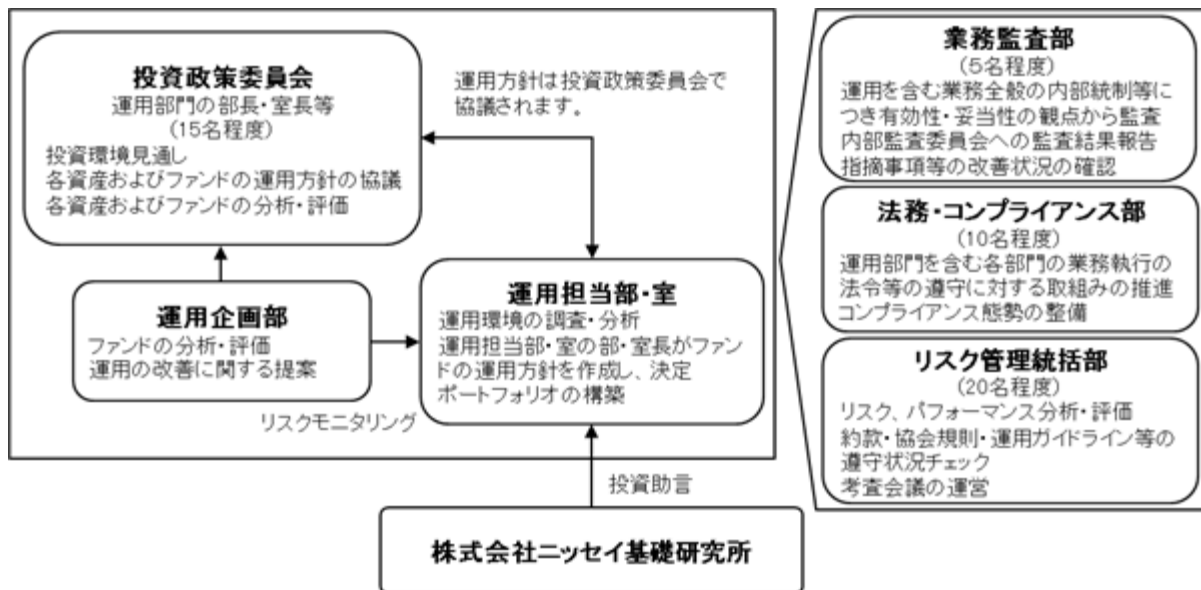 投資政策委員会
運用部門の部長・室長等
(15名程度)
投資環境見通し
各資産およびファンドの運用方針の協議
各資産およびファンドの分析・評価
運用方針は投資政策委員会で
協議されます。
運用企画部
ファンドの分析・評価
運用の改善に関する提案
リスクモニタリング
運用担当部・室
運用環境の調査・分析
運用担当部・室の部・室長がファン
ドの運用方針を作成し、決定
ポートフォリオの構築
投資助言
株式会社ニッセイ基礎研究所
業務監査部
(5名程度)
運用を含む業務全般の内部統制等に
つき有効性・妥当性の観点から監査
内部監査委員会への監査結果報告
指摘事項等の改善状況の確認
法務・コンプライアンス部
(10名程度)
運用部門を含む各部門の業務執行の
法令等の遵守に対する取組みの推進
コンプライアンス態勢の整備
リスク管理統括部
(20名程度)
リスク、パフォーマンス分析・評価
約款・協会規則・運用ガイドライン等の
遵守状況チェック
考査会議の運営